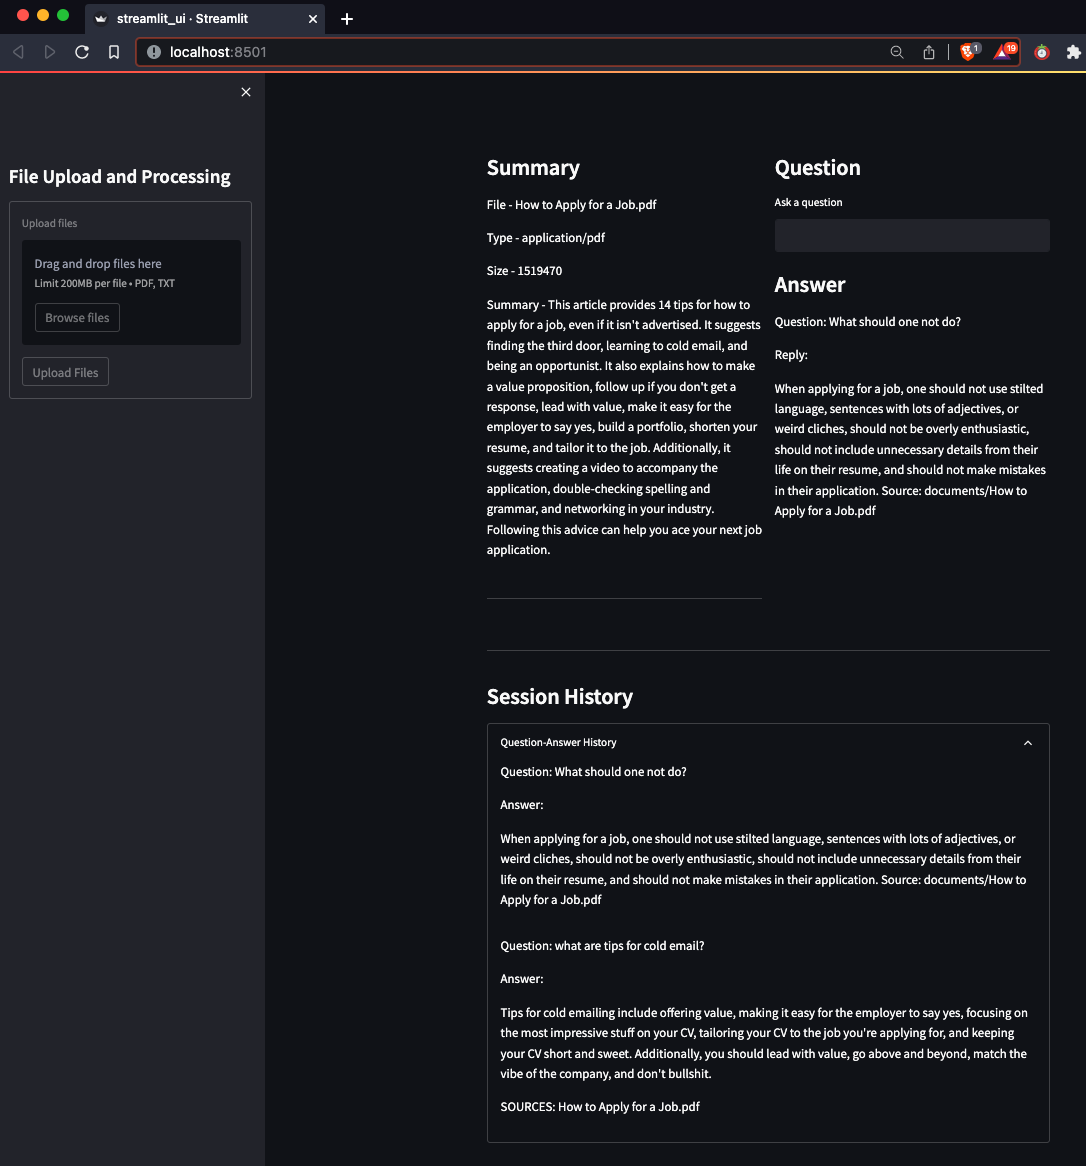 streamlit_ui · Streamlit
localhost:8501
1
19
File Upload and Processing
Upload files
Drag and drop files here
Limit 200MB per file • PDF, TXT
Browse files
Upload Files
Summary
File - How to Apply for a Job.pdf
Type - application/pdf
Size - 1519470
Summary - This article provides 14 tips for how to
apply for a job, even if it isn't advertised. It suggests
finding the third door, learning to cold email, and
being an opportunist. It also explains how to make
a value proposition, follow up if you don't get a
response, lead with value, make it easy for the
employer to say yes, build a portfolio, shorten your
resume, and tailor it to the job. Additionally, it
suggests creating a video to accompany the
application, double-checking spelling and
grammar, and networking in your industry.
Following this advice can help you ace your next job
application.
Question
Ask a question
Answer
Question: What should one not do?
Reply:
When applying for a job, one should not use stilted
language, sentences with lots of adjectives, or
weird cliches, should not be overly enthusiastic,
should not include unnecessary details from their
life on their resume, and should not make mistakes
in their application. Source: documents/How to
Apply for a Job.pdf
Session History
Question-Answer History
Question: What should one not do?
Answer:
When applying for a job, one should not use stilted language, sentences with lots of adjectives, or
weird cliches, should not be overly enthusiastic, should not include unnecessary details from their
life on their resume, and should not make mistakes in their application. Source: documents/How to
Apply for a Job.pdf
Question: what are tips for cold email?
Answer:
Tips for cold emailing include offering value, making it easy for the employer to say yes, focusing on
the most impressive stuff on your CV, tailoring your CV to the job you're applying for, and keeping
your CV short and sweet. Additionally, you should lead with value, go above and beyond, match the
vibe of the company, and don't bullshit.
SOURCES: How to Apply for a Job.pdf